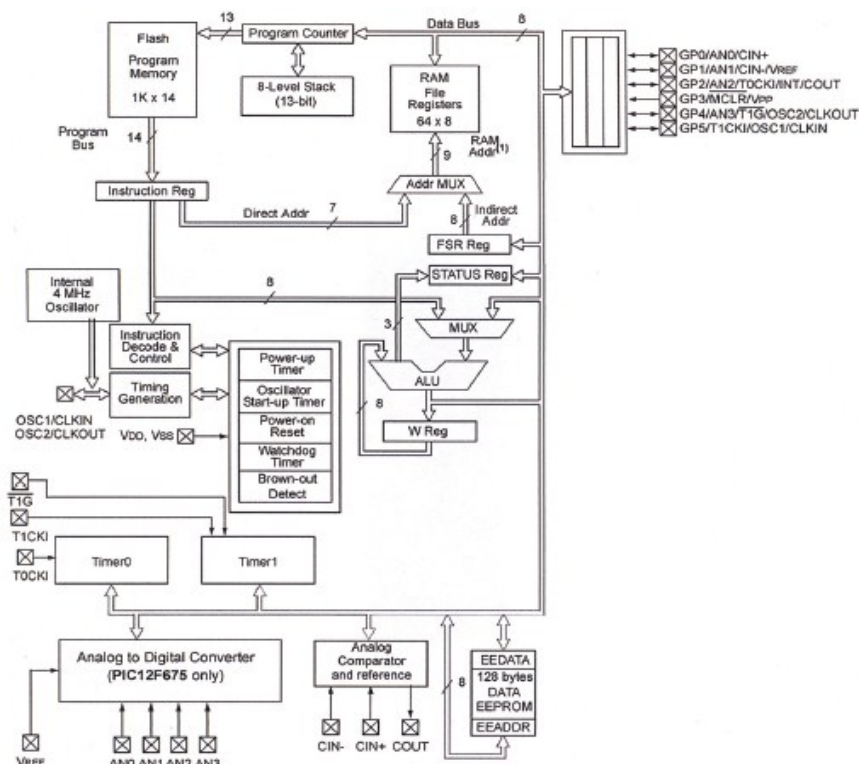 13
Data Bus
8
Flash
Program
Memory
1K x 14
Program Counter
8-Level Stack
(13-bit)
RAM
File
Registers
64 x 8
GP0/AN0/CIN+
GP1/AN1/CIN-/VREF
GP2/AN2/T0CKI/INT/COUT
GP3/MCLR/VPP
GP4/AN3/T1G/OSC2/CLKOUT
GP5/T1CKI/OSC1/CLKIN
Program
Bus
14
RAM
Addr(1)
9
Instruction Reg
Addr MUX
Direct Addr
7
8
Indirect
Addr
FSR Reg
STATUS Reg
Internal
4 MHz
Oscillator
8
3
MUX
Instruction
Decode &
Control
Power-up
Timer
ALU
Timing
Generation
Oscillator
Start-up Timer
8
OSC1/CLKIN
OSC2/CLKOUT
VDD, VSS
Power-on
Reset
W Reg
Watchdog
Timer
Brown-out
Detect
T1G
T1CKI
T0CKI
Timer0
Timer1
Analog to Digital Converter
(PIC12F675 only)
Analog
Comparator
and reference
8
EEDATA
128 bytes
DATA
EEPROM
EEADDR
VREF
AN0 AN1 AN2 AN3
CIN- CIN+ COUT